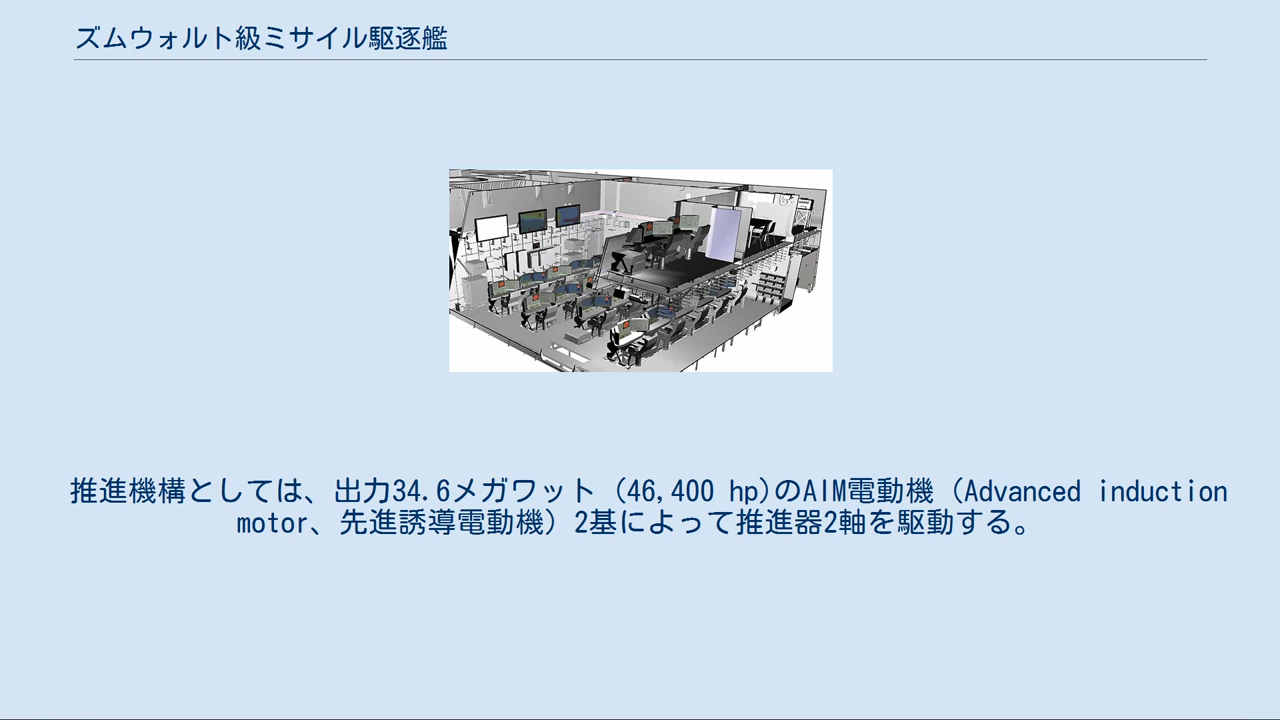 ズムウォルト級ミサイル駆逐艦
推進機構としては、出力34.6メガワット (46,400 hp)のAIM電動機（Advanced induction
motor、先進誘導電動機）2基によって推進器2軸を駆動する。